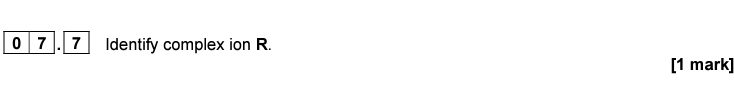 0 7 . 7 Identify complex ion R.
[1 mark]